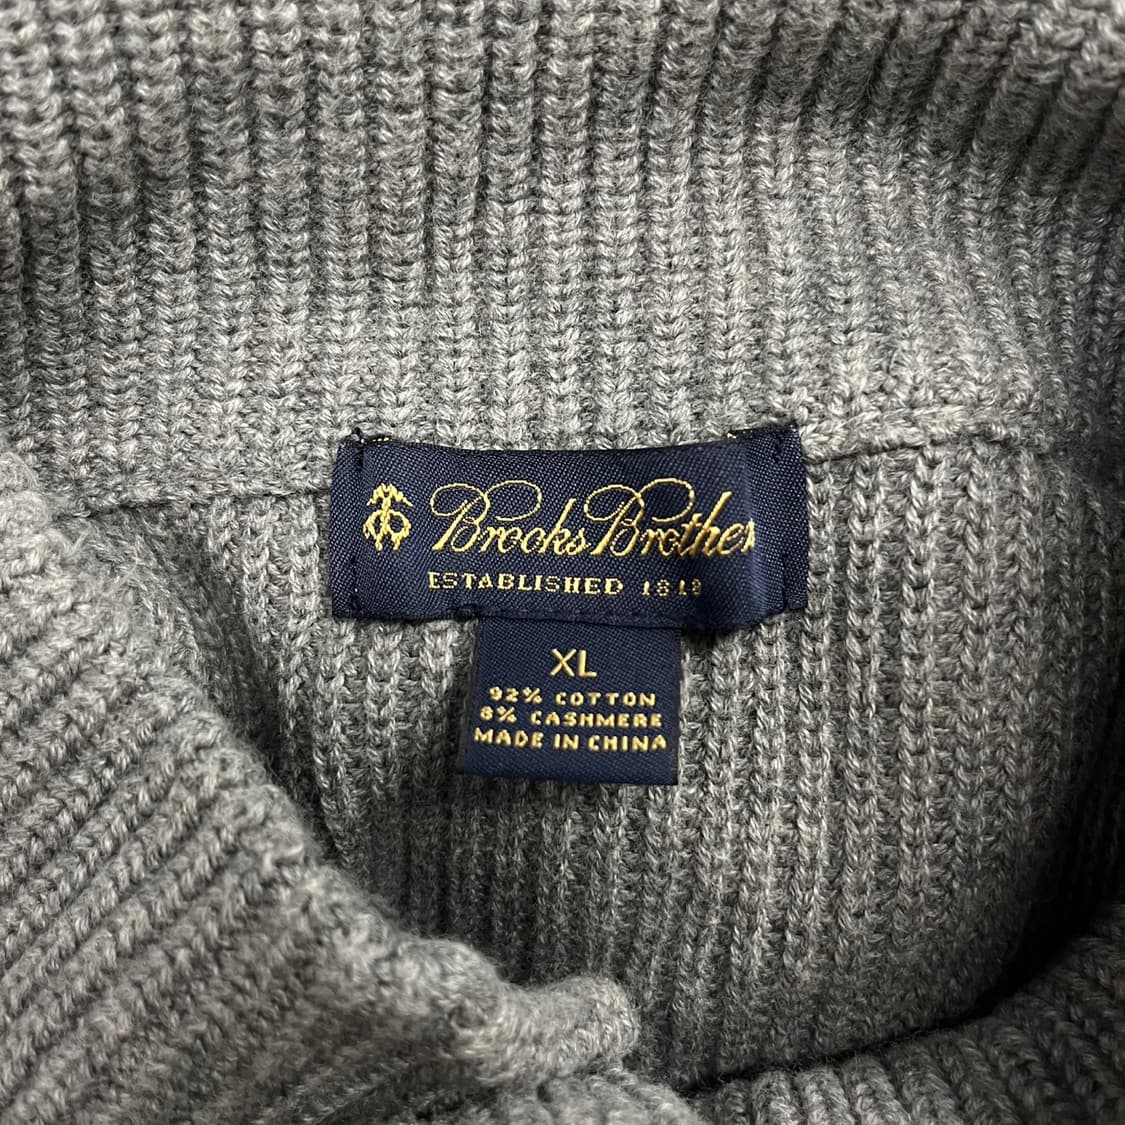 Brooks Brothers
ESTABLISHED 1818
XL
92% COTTON
8% CASHMERE
MADE IN CHINA